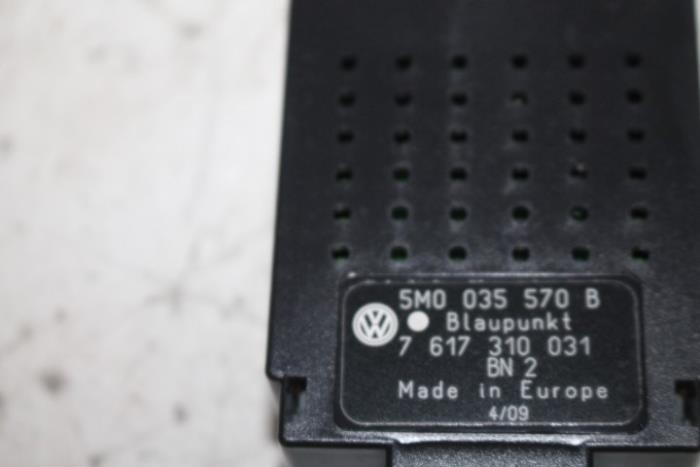 5M0 035 570 B
Blaupunkt
7 617 310 031
BN 2
Made in Europe
4/09